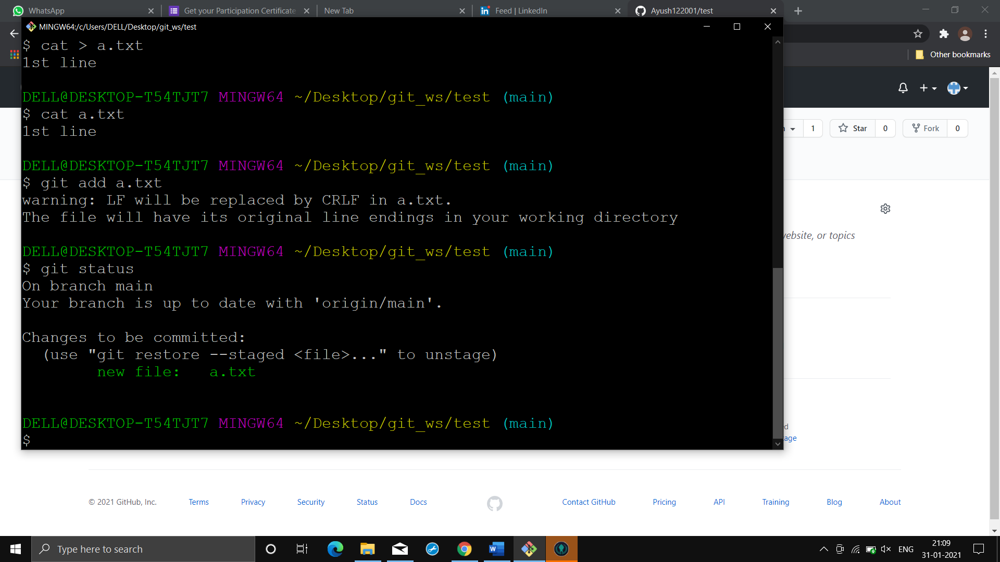 WhatsApp
Get your Participation Certificate
New Tab
Feed | LinkedIn
Ayush122001/test
MINGW64:/c/Users/DELL/Desktop/git_ws/test
Other bookmarks
$ cat > a.txt
1st line
DELL@DESKTOP-T54TJT7 MINGW64 ~/Desktop/git_ws/test (main)
$ cat a.txt
1st line
DELL@DESKTOP-T54TJT7 MINGW64 ~/Desktop/git_ws/test (main)
$ git add a.txt
warning: LF will be replaced by CRLF in a.txt.
The file will have its original line endings in your working directory
DELL@DESKTOP-T54TJT7 MINGW64 ~/Desktop/git_ws/test (main)
$ git status
On branch main
Your branch is up to date with 'origin/main'.
Changes to be committed:
(use "git restore --staged <file>..." to unstage)
new file: a.txt
DELL@DESKTOP-T54TJT7 MINGW64 ~/Desktop/git_ws/test (main)
$
1
Star 0
Fork 0
or topics
© 2021 GitHub, Inc. Terms Privacy Security Status Docs Contact GitHub Pricing API Training Blog About
Type here to search
ENG
21:09
31-01-2021